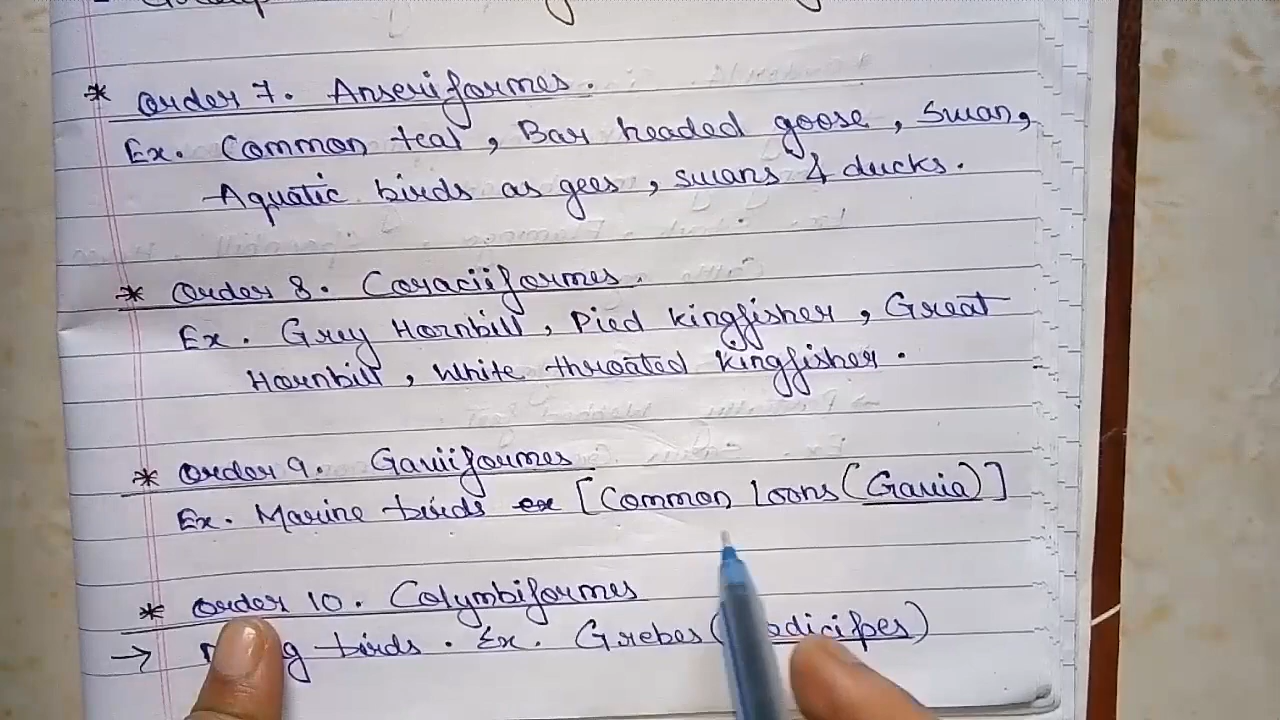 * Order 7. Anseriformes.
Ex. Common teal, Bar headed goose, Swan,
Aquatic birds as gees, swans & ducks.
* Order 8. Coraciiformes.
Ex. Grey Hornbill, Pied kingfisher, Great
Hornbill, White throated kingfisher.
* Order 9. Gaviiformes
Ex. Marine birds ex [Common Loons (Gavia)]
* Order 10. Colymbiformes
→ birds. Ex. Grebes (